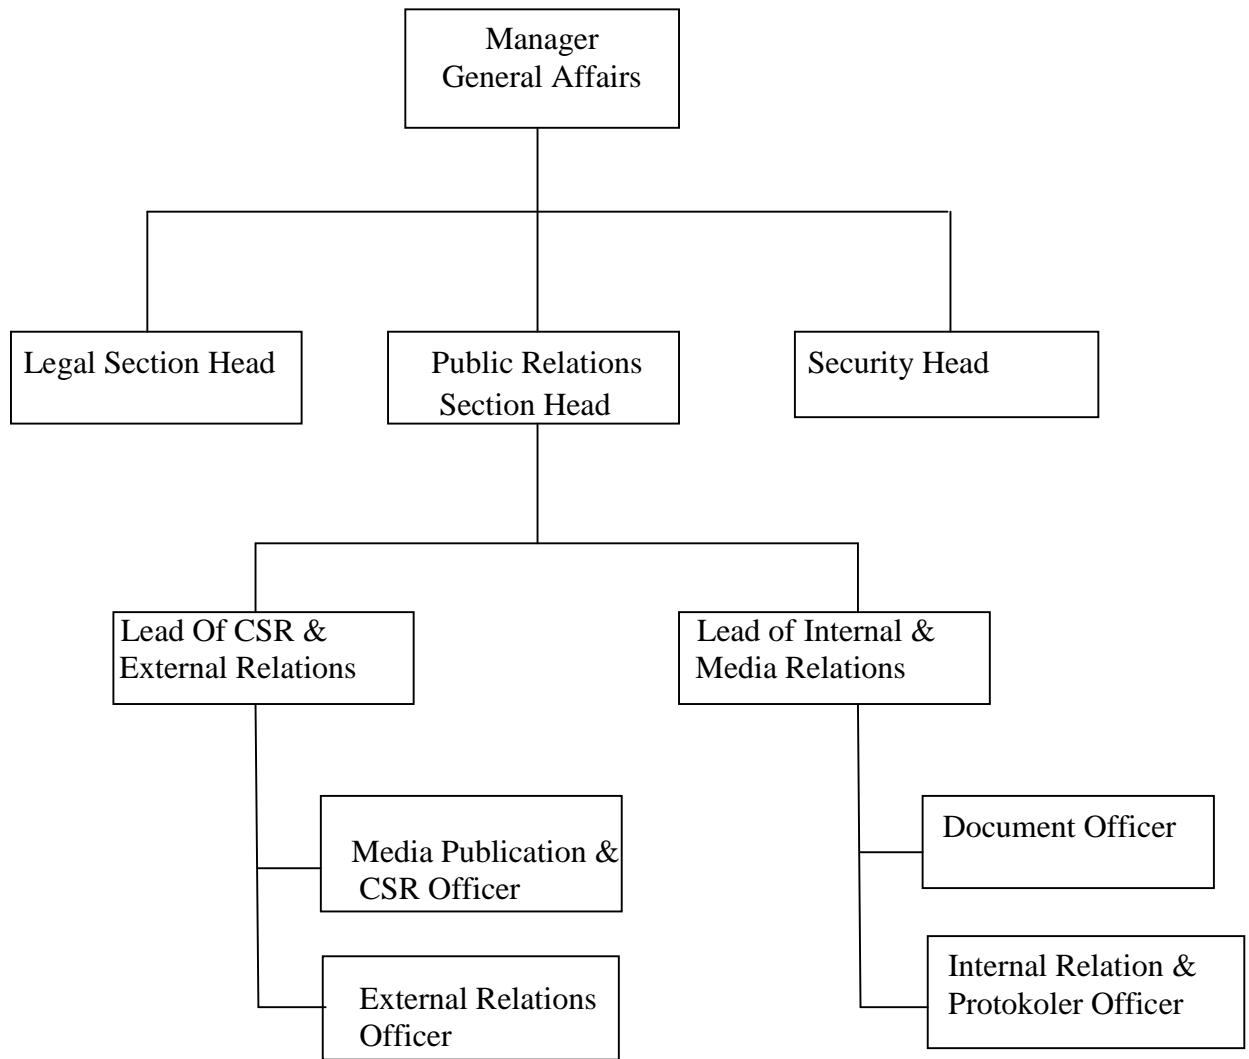 Manager
General Affairs
Legal Section Head
Public Relations
Section Head
Security Head
Lead Of CSR &
External Relations
Lead of Internal &
Media Relations
Media Publication &
CSR Officer
External Relations
Officer
Document Officer
Internal Relation &
Protokoler Officer